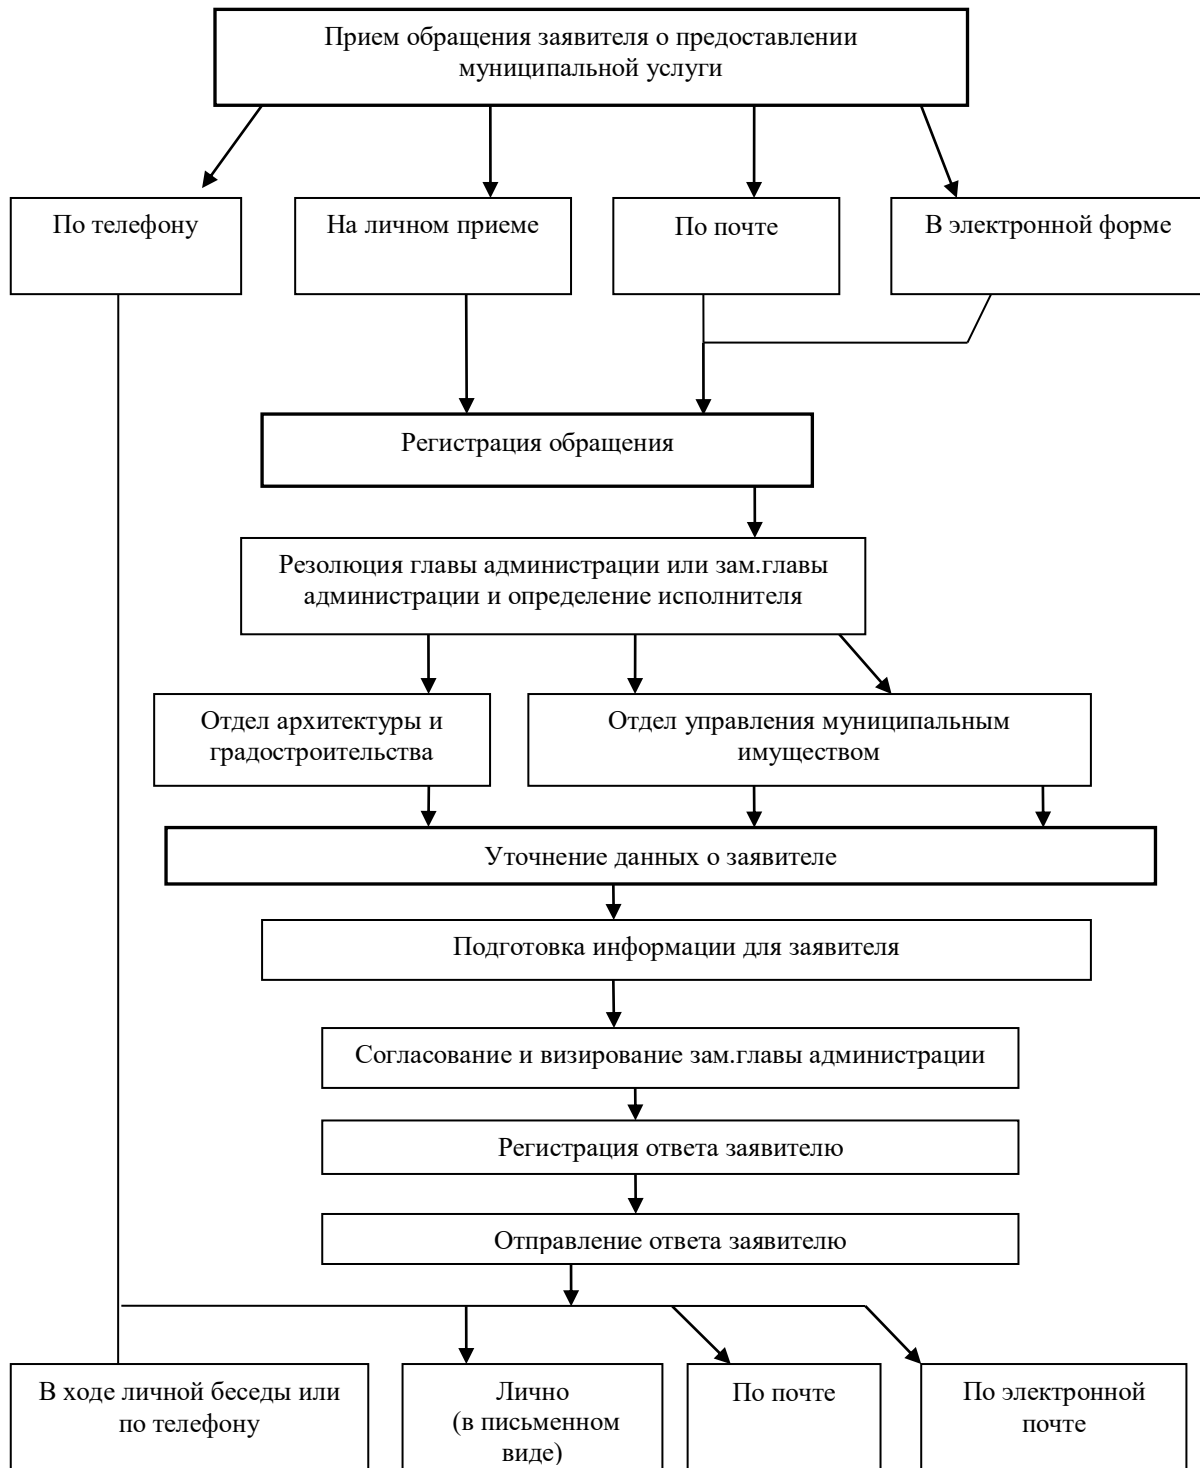 Прием обращения заявителя о предоставлении
муниципальной услуги
По телефону
На личном приеме
По почте
В электронной форме
Регистрация обращения
Резолюция главы администрации или зам.главы
администрации и определение исполнителя
Отдел архитектуры и
градостроительства
Отдел управления муниципальным
имуществом
Уточнение данных о заявителе
Подготовка информации для заявителя
Согласование и визирование зам.главы администрации
Регистрация ответа заявителю
Отправление ответа заявителю
В ходе личной беседы или
по телефону
Лично
(в письменном
виде)
По почте
По электронной
почте